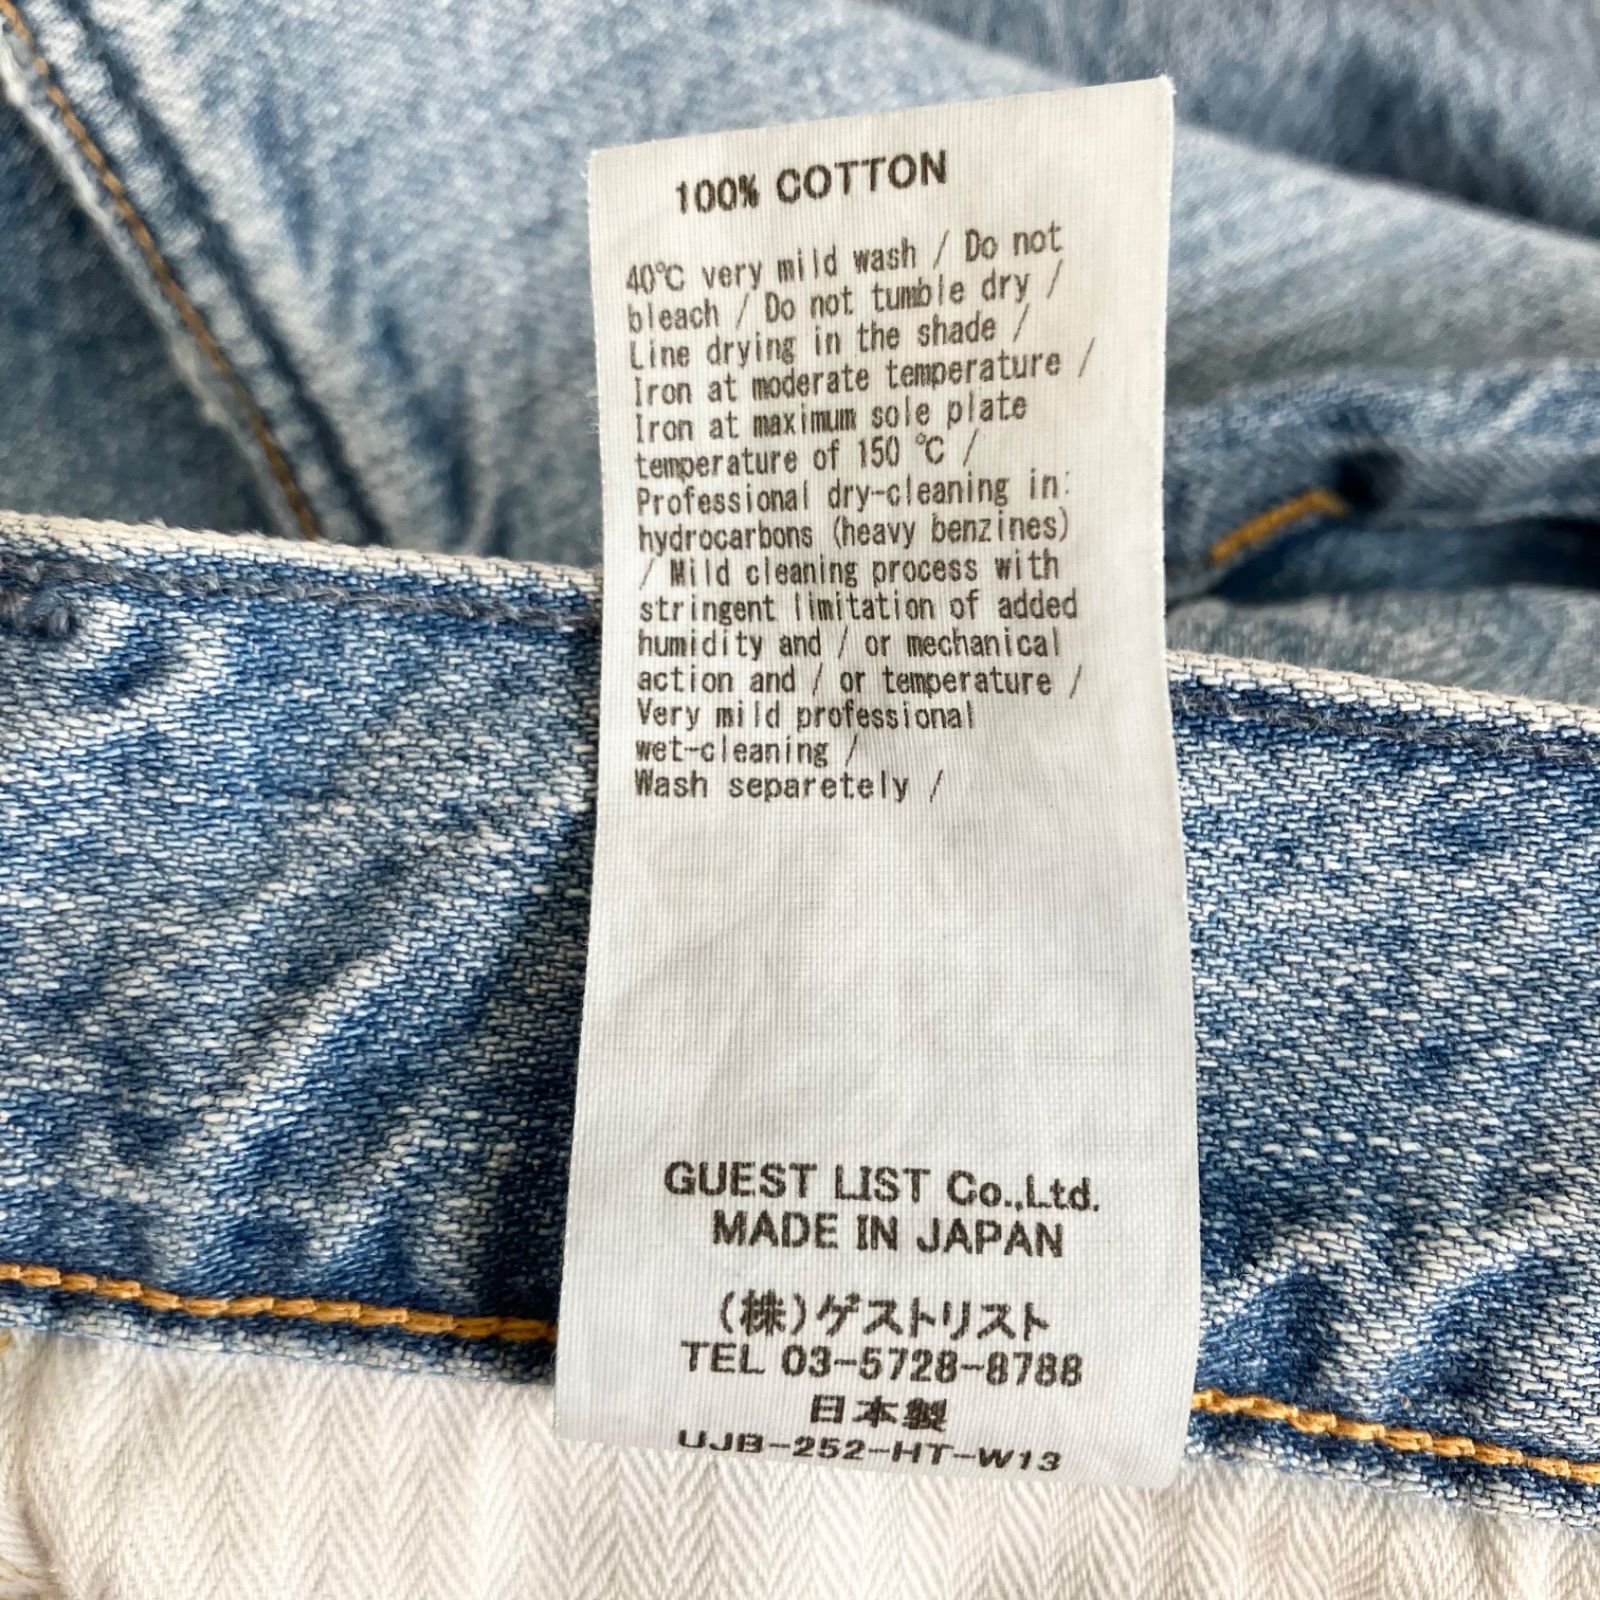 100% COTTON
40℃ very mild wash / Do not
bleach / Do not tumble dry /
Line drying in the shade /
Iron at moderate temperature /
Iron at maximum sole plate
temperature of 150 ℃ /
Professional dry-cleaning in:
hydrocarbons (heavy benzines)
/ Mild cleaning process with
stringent limitation of added
humidity and / or mechanical
action and / or temperature /
Very mild professional
wet-cleaning /
Wash separetely /
GUEST LIST Co.,Ltd.
MADE IN JAPAN
(株)ゲストリスト
TEL 03-5728-8788
日本製
UJB-252-HT-W13